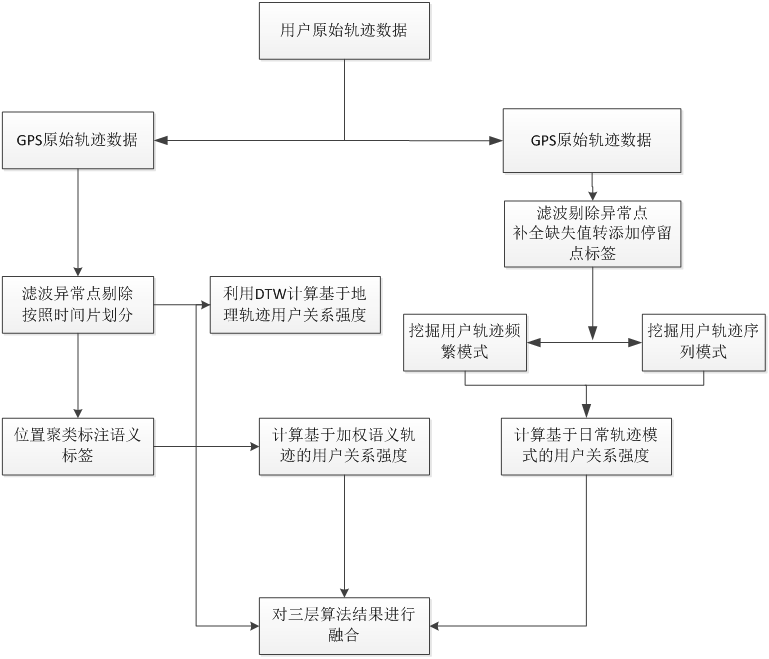 用户原始轨迹数据
GPS原始轨迹数据
GPS原始轨迹数据
滤波剔除异常点
补全缺失值转添加停留
点标签
滤波异常点剔除
按照时间片划分
利用DTW计算基于地
理轨迹用户关系强度
挖掘用户轨迹频
繁模式
挖掘用户轨迹序
列模式
位置聚类标注语义
标签
计算基于加权语义轨
迹的用户关系强度
计算基于日常轨迹模
式的用户关系强度
对三层算法结果进行
融合